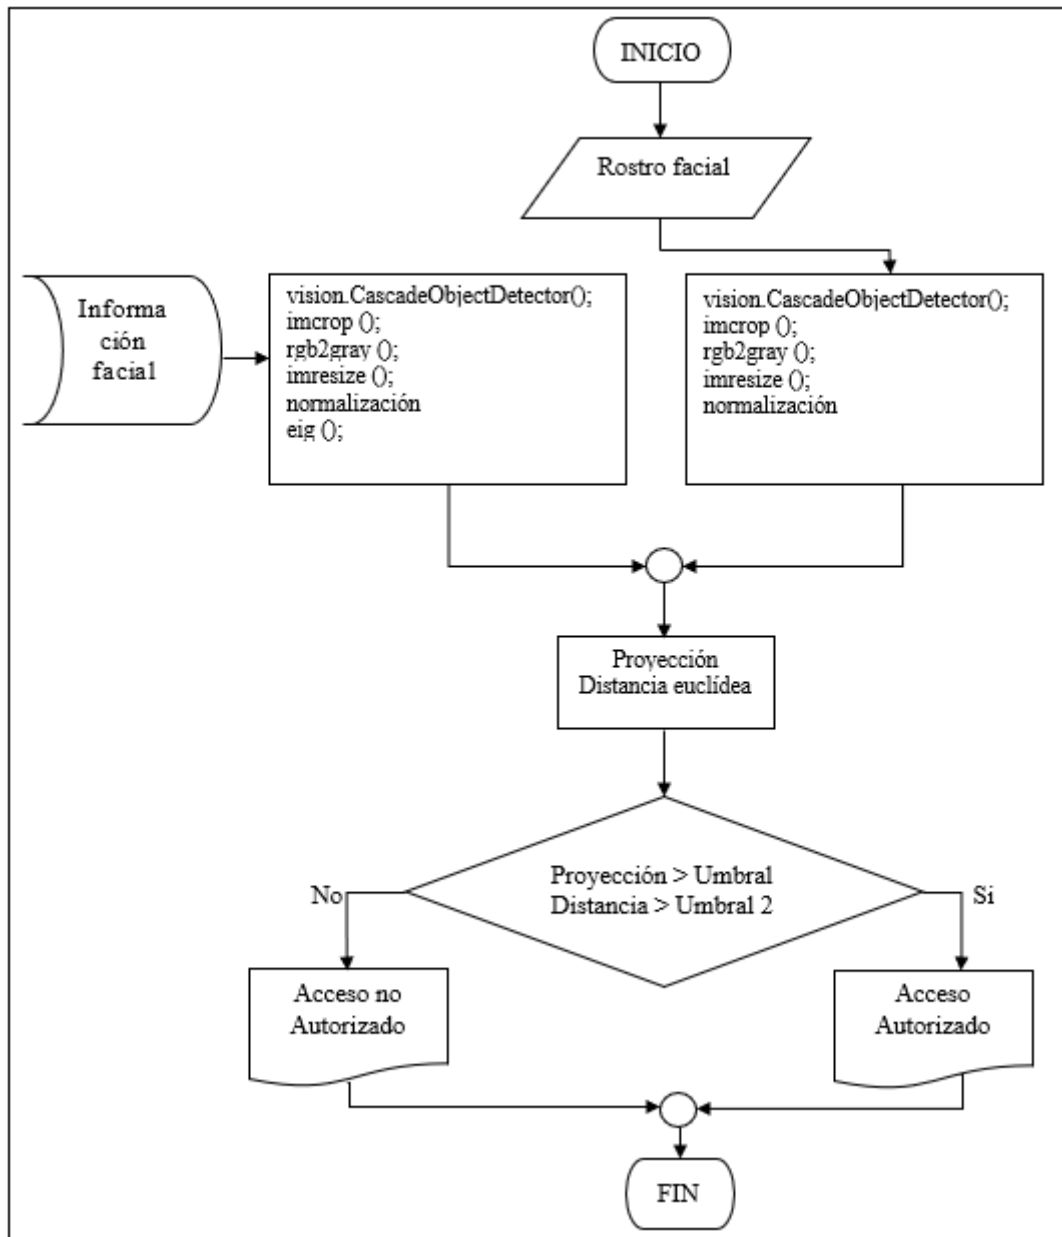 INICIO
Rostro facial
Informa
ción
facial
vision.CascadeObjectDetector();
imcrop ();
rgb2gray ();
imresize ();
normalización
eig ();
vision.CascadeObjectDetector();
imcrop ();
rgb2gray ();
imresize ();
normalización
Proyección
Distancia euclídea
Proyección > Umbral
Distancia > Umbral 2
No
Si
Acceso no
Autorizado
Acceso
Autorizado
FIN